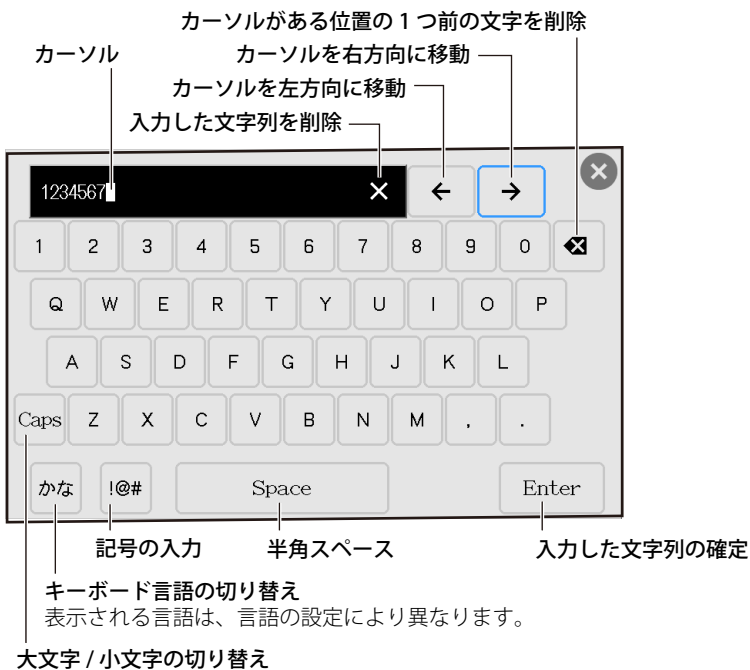 カーソルがある位置の 1 つ前の文字を削除
カーソル
カーソルを右方向に移動
カーソルを左方向に移動
入力した文字列を削除
1234567
1 2 3 4 5 6 7 8 9 0
Q W E R T Y U I O P
A S D F G H J K L
Caps Z X C V B N M , .
かな !@# Space Enter
記号の入力
半角スペース
入力した文字列の確定
キーボード言語の切り替え
表示される言語は、言語の設定により異なります。
大文字 / 小文字の切り替え